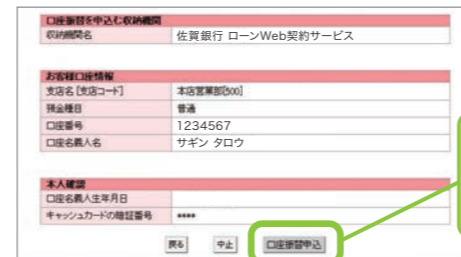 口座振替を申込む収納機関
収納機関名 佐賀銀行 ローンWeb契約サービス
お客様口座情報
支店名[支店コード] 本店営業部[500]
預金種目 普通
口座番号 1234567
口座名義人名 サギン タロウ
本人確認
口座名義人生年月日
キャッシュカードの暗証番号 ****
戻る 中止 口座振替申込